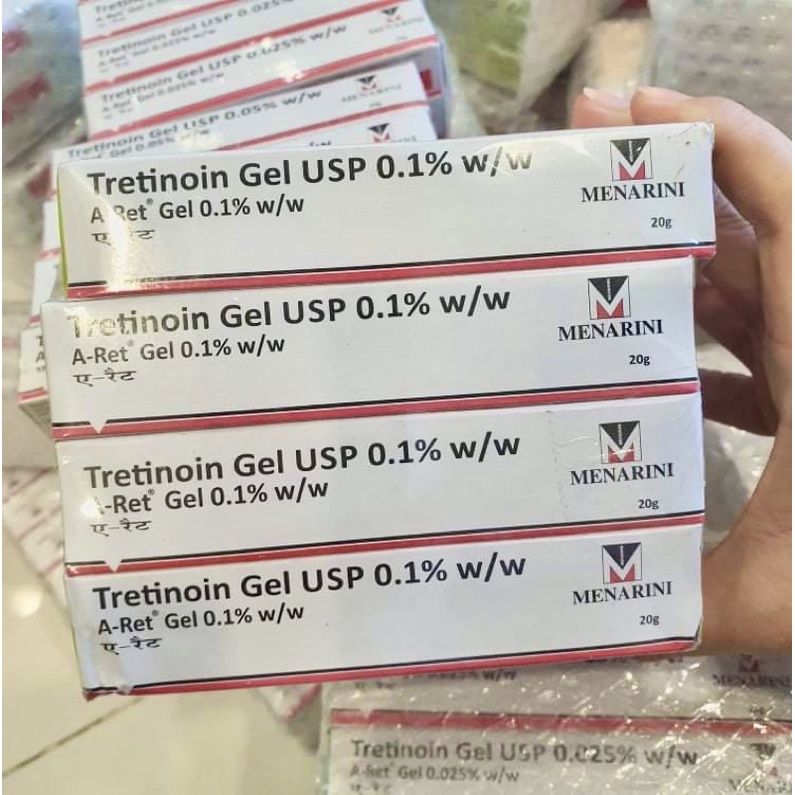 Tretinoin Gel USP 0.025% w/w
Tretinoin Gel USP 0.05% w/w
Gel 0.05% w/w
Tretinoin Gel USP 0.1% w/w
A-Ret® Gel 0.1% w/w
ए-रैट
MENARINI
20g
Tretinoin Gel USP 0.1% w/w
A-Ret® Gel 0.1% w/w
ए-रैट
MENARINI
20g
Tretinoin Gel USP 0.1% w/w
-Ret® Gel 0.1% w/w
ए-रैट
MENARINI
20g
Tretinoin Gel USP 0.1% w/w
A-Ret® Gel 0.1% w/w
ए-रैट
MENARINI
20g
MENARINI
Tretinoin Gel USP 0.025% w/w
A-Ret® Gel 0.025% w/w